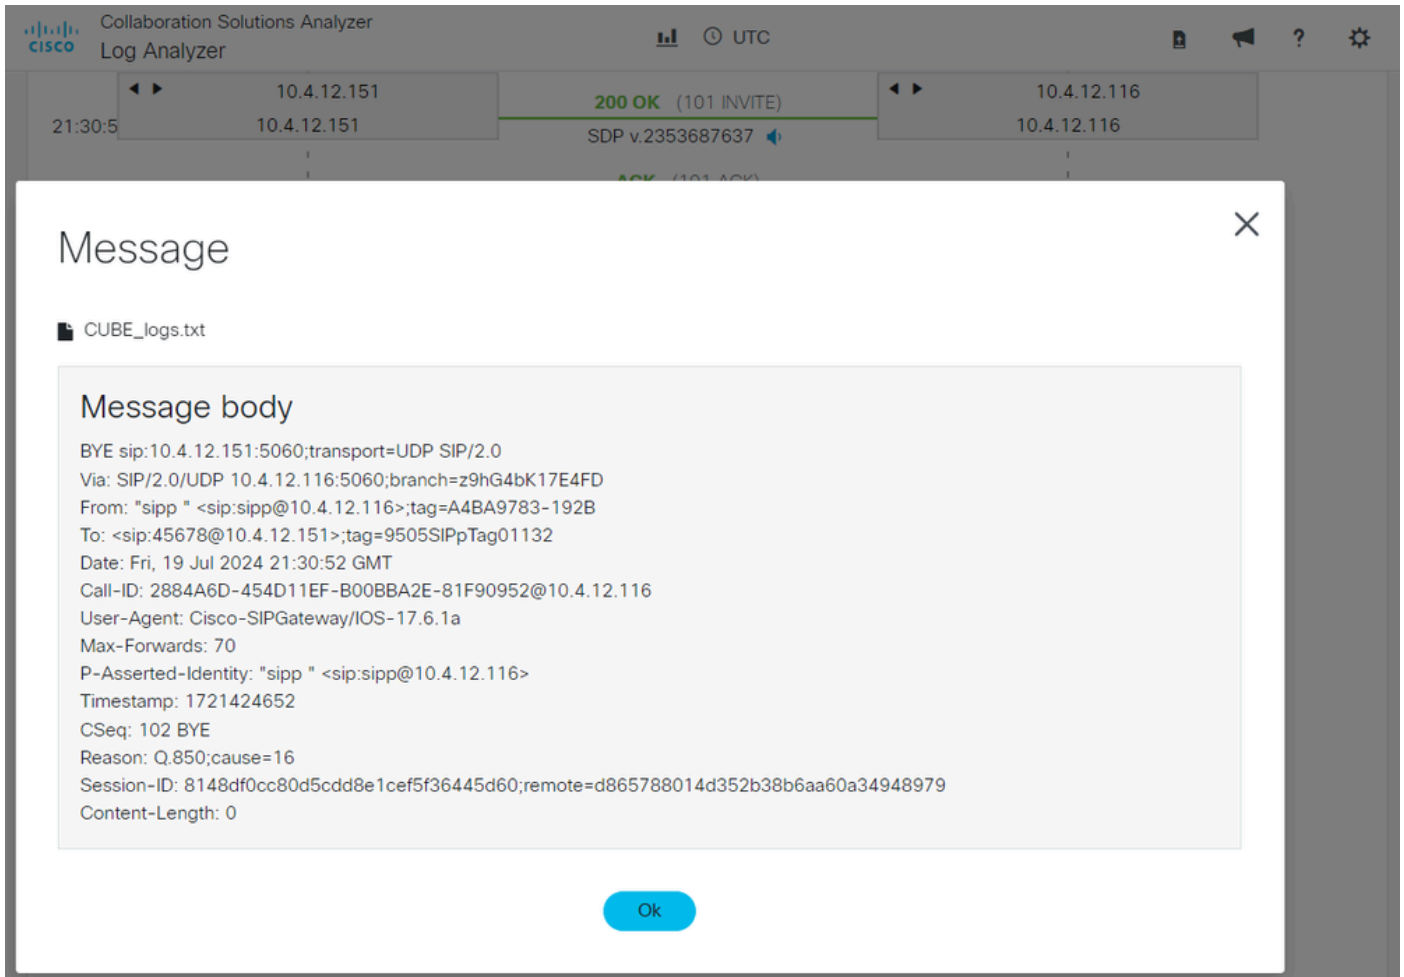 Collaboration Solutions Analyzer
CISCO
Log Analyzer
UTC
?
10.4.12.151
10.4.12.151
21:30:5
200 OK (101 INVITE)
SDP v.2353687637
10.4.12.116
10.4.12.116
ACK (101 ACK)
Message
CUBE_logs.txt
Message body
BYE sip:10.4.12.151:5060;transport=UDP SIP/2.0
Via: SIP/2.0/UDP 10.4.12.116:5060;branch=z9hG4bK17E4FD
From: "sipp " <sip:sipp@10.4.12.116>;tag=A4BA9783-192B
To: <sip:45678@10.4.12.151>;tag=9505SIPpTag01132
Date: Fri, 19 Jul 2024 21:30:52 GMT
Call-ID: 2884A6D-454D11EF-B00BBA2E-81F90952@10.4.12.116
User-Agent: Cisco-SIPGateway/IOS-17.6.1a
Max-Forwards: 70
P-Asserted-Identity: "sipp " <sip:sipp@10.4.12.116>
Timestamp: 1721424652
CSeq: 102 BYE
Reason: Q.850;cause=16
Session-ID: 8148df0cc80d5cdd8e1cef5f36445d60;remote=d865788014d352b38b6aa60a34948979
Content-Length: 0
Ok